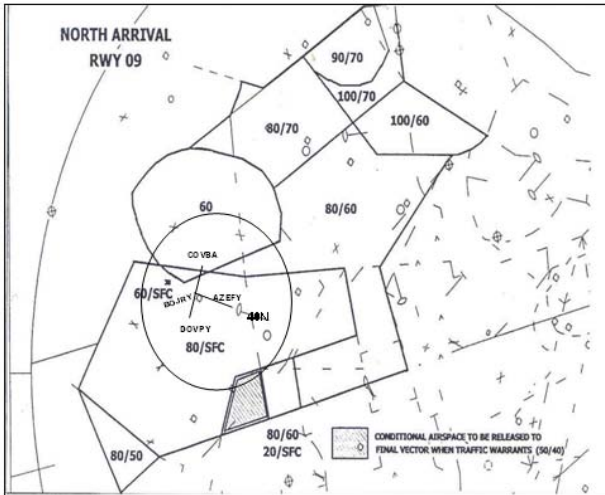 NORTH ARRIVAL
RWY 09
90/70
100/70
80/70
100/60
60
80/60
COVBA
60/SFC
BOJRY
AZEFY
DOVPY
80/SFC
80/50
80/60
20/SFC
CONDITIONAL AIRSPACE TO BE RELEASED TO
FINAL VECTOR WHEN TRAFFIC WARRANTS (50/40)